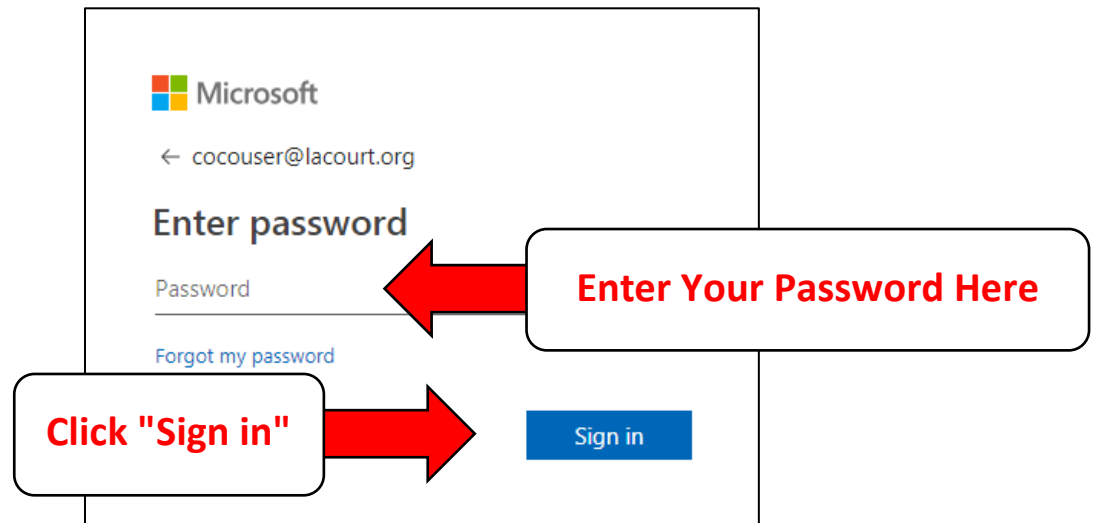 Microsoft
← cocouser@lacourt.org
Enter password
Password
Enter Your Password Here
Forgot my password
Click "Sign in"
Sign in